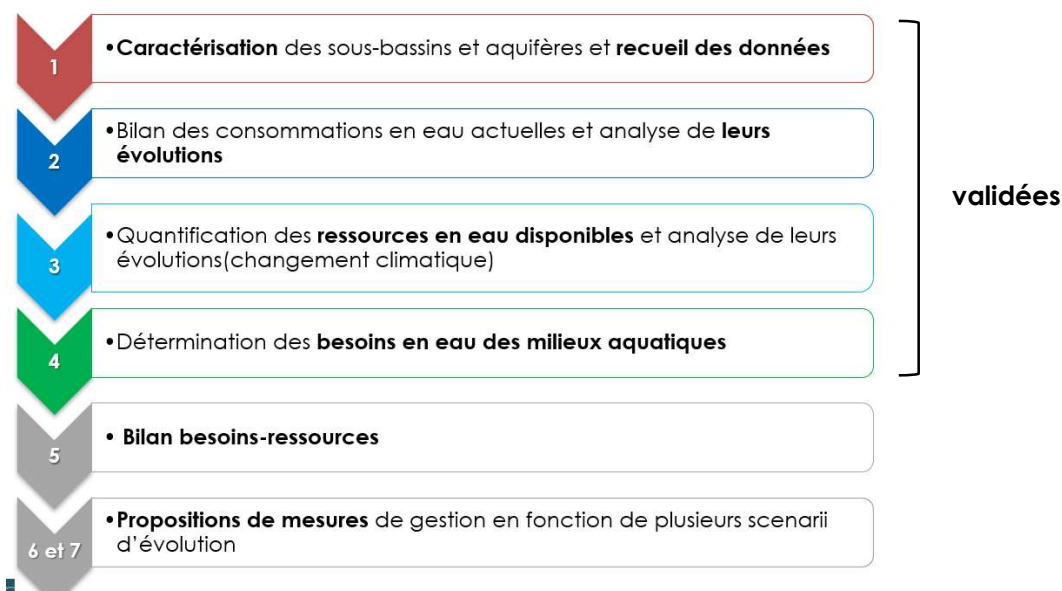 1
•Caractérisation des sous-bassins et aquifères et recueil des données
2
•Bilan des consommations en eau actuelles et analyse de leurs
évolutions
3
•Quantification des ressources en eau disponibles et analyse de leurs
évolutions(changement climatique)
4
•Détermination des besoins en eau des milieux aquatiques
validées
5
• Bilan besoins-ressources
6 et 7
•Propositions de mesures de gestion en fonction de plusieurs scenarii
d'évolution